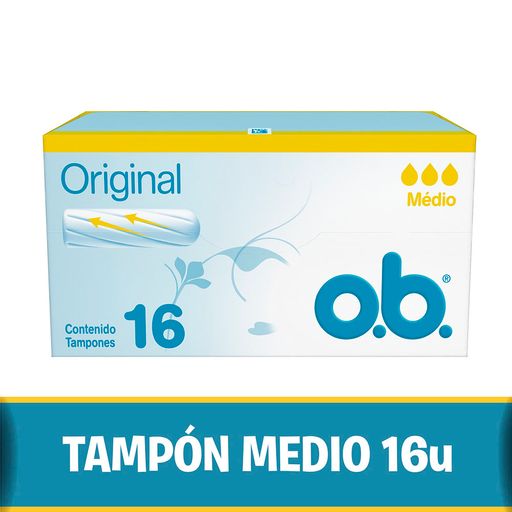 Original
Médio
o.b.®
Contenido
Tampones 16
TAMPÓN MEDIO 16u